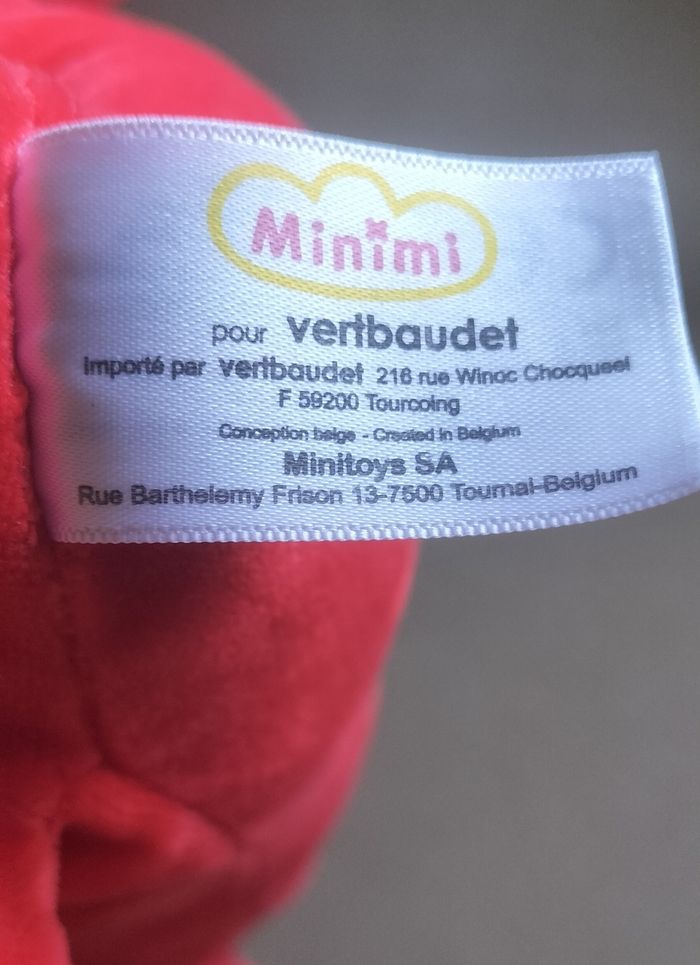 Minimi
pour vertbaudet
Importé par vertbaudet 216 rue Winoc Chocqueel
F 59200 Tourcoing
Conception belge - Created in Belgium
Minitoys SA
Rue Barthelemy Frison 13-7500 Tournai-Belgium